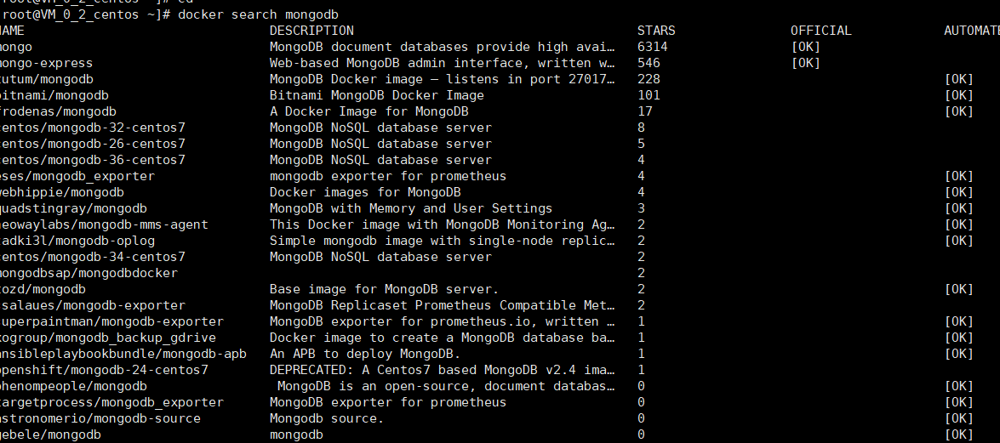 root@VM_0_2_centos ~]# cd
root@VM_0_2_centos ~]# docker search mongodb
NAME DESCRIPTION STARS OFFICIAL AUTOMATE
mongo MongoDB document databases provide high avai… 6314 [OK]
mongo-express Web-based MongoDB admin interface, written w… 546 [OK]
tutum/mongodb MongoDB Docker image – listens in port 27017… 228 [OK]
bitnami/mongodb Bitnami MongoDB Docker Image 101 [OK]
frodenas/mongodb A Docker Image for MongoDB 17 [OK]
centos/mongodb-32-centos7 MongoDB NoSQL database server 8
centos/mongodb-26-centos7 MongoDB NoSQL database server 5
centos/mongodb-36-centos7 MongoDB NoSQL database server 4
eses/mongodb_exporter mongodb exporter for prometheus 4 [OK]
webhippie/mongodb Docker images for MongoDB 4 [OK]
quadstingray/mongodb MongoDB with Memory and User Settings 3 [OK]
neowaylabs/mongodb-mms-agent This Docker image with MongoDB Monitoring Ag… 2 [OK]
zadki3l/mongodb-oplog Simple mongodb image with single-node replic… 2 [OK]
centos/mongodb-34-centos7 MongoDB NoSQL database server 2
mongodbsap/mongodbdocker 2
tozd/mongodb Base image for MongoDB server. 2 [OK]
ssalaues/mongodb-exporter MongoDB Replicaset Prometheus Compatible Met… 2
superpaintman/mongodb-exporter MongoDB exporter for prometheus.io, written … 1 [OK]
xogroup/mongodb_backup_gdrive Docker image to create a MongoDB database ba… 1 [OK]
ansibleplaybookbundle/mongodb-apb An APB to deploy MongoDB. 1 [OK]
openshift/mongodb-24-centos7 DEPRECATED: A Centos7 based MongoDB v2.4 ima… 1
phenompeople/mongodb MongoDB is an open-source, document databas… 0 [OK]
targetprocess/mongodb_exporter MongoDB exporter for prometheus 0 [OK]
astronomerio/mongodb-source Mongodb source. 0 [OK]
gebele/mongodb mongodb 0 [OK]